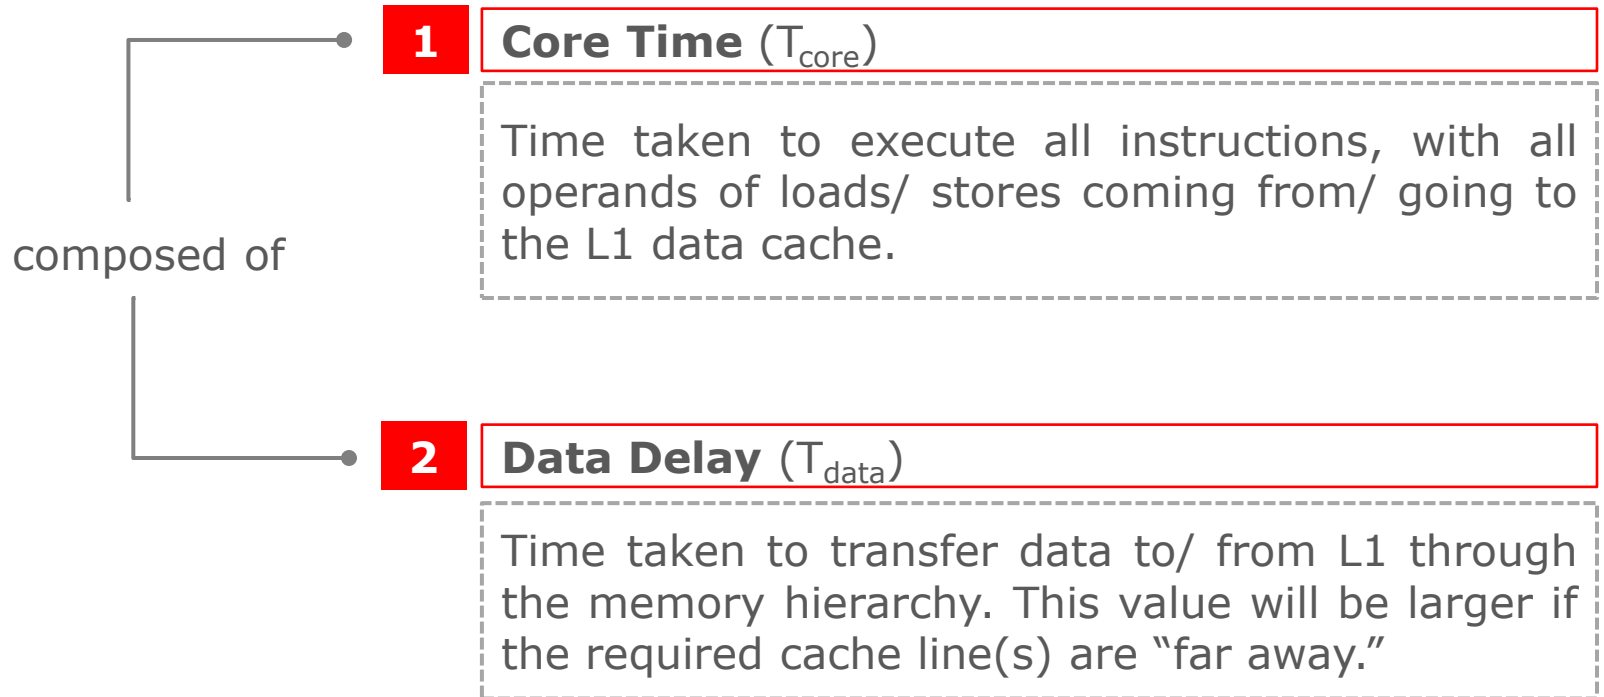 1
Core Time (Tcore)
Time taken to execute all instructions, with all
operands of loads/ stores coming from/ going to
the L1 data cache.
composed of
2
Data Delay (Tdata)
Time taken to transfer data to/ from L1 through
the memory hierarchy. This value will be larger if
the required cache line(s) are “far away.”